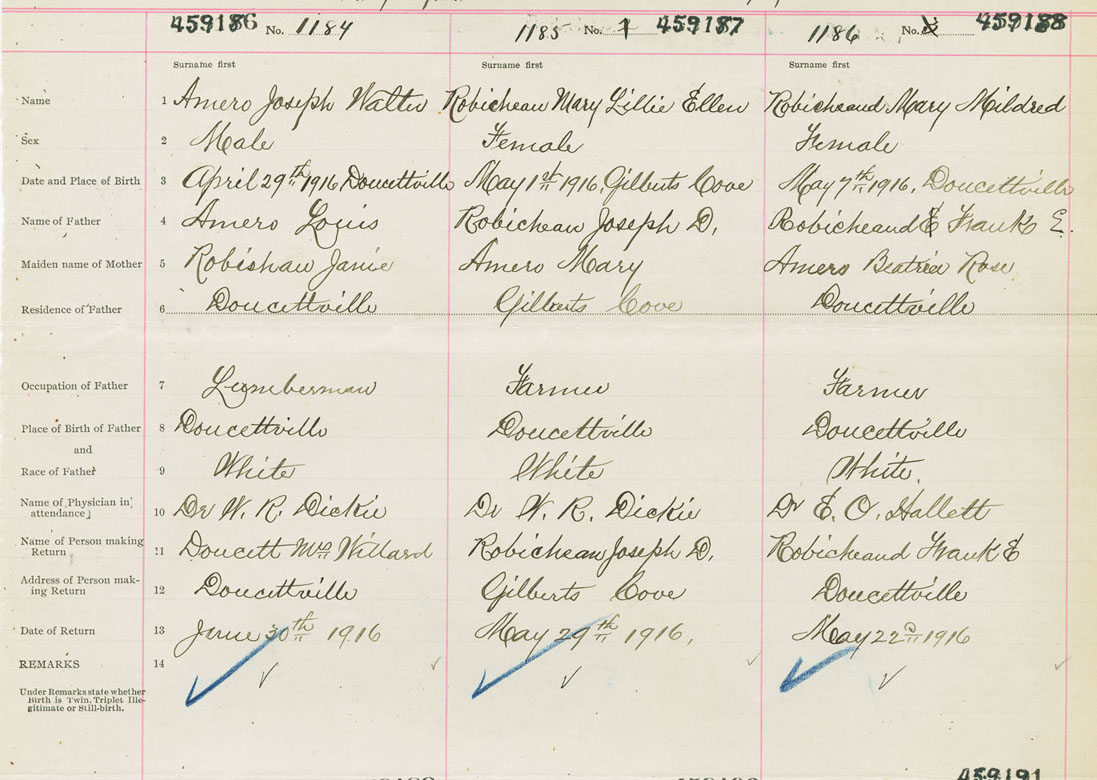 459186 No. 1184 1185 No. 1 459187 1186 No. 459188
Surname first Surname first Surname first
Name 1 Amero Joseph Walter Robicheau Mary Lillie Ellen Robicheaud Mary Mildred
Sex 2 Male Female Female
Date and Place of Birth 3 April 29th 1916 Doucettville May 1st 1916, Gilberts Cove May 7th 1916, Doucettville
Name of Father 4 Amero Louis Robicheau Joseph D. Robicheaud Frank E.
Maiden name of Mother 5 Robishaw Janie Amero Mary Amero Beatrice Rose
Residence of Father 6 Doucettville Gilberts Cove Doucettville
Occupation of Father 7 Lumberman Farmer Farmer
Place of Birth of Father 8 Doucettville Doucettville Doucettville
and
Race of Father 9 White White White.
Name of Physician in 
attendance 10 Dr W. R. Dickie Dr W. R. Dickie Dr E. O. Hallett
Name of Person making
Return 11 Doucett Mrs Willard Robicheau Joseph D. Robicheaud Frank E
Address of Person mak-
ing Return 12 Doucettville Gilberts Cove Doucettville
Date of Return 13 June 30th 1916 May 29th 1916, May 22nd 1916
REMARKS 14
Under Remarks state whether
Birth is Twin, Triplet Ille-
gitimate or Still-birth.
459191